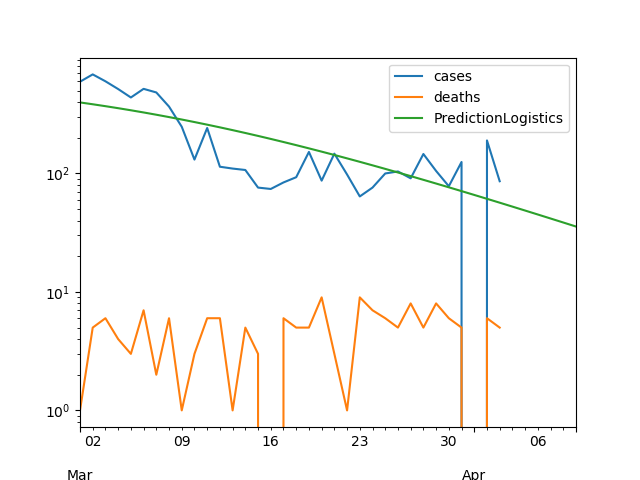 cases
deaths
PredictionLogistics
10²
10¹
10⁰
02 09 16 23 30 06
Mar Apr